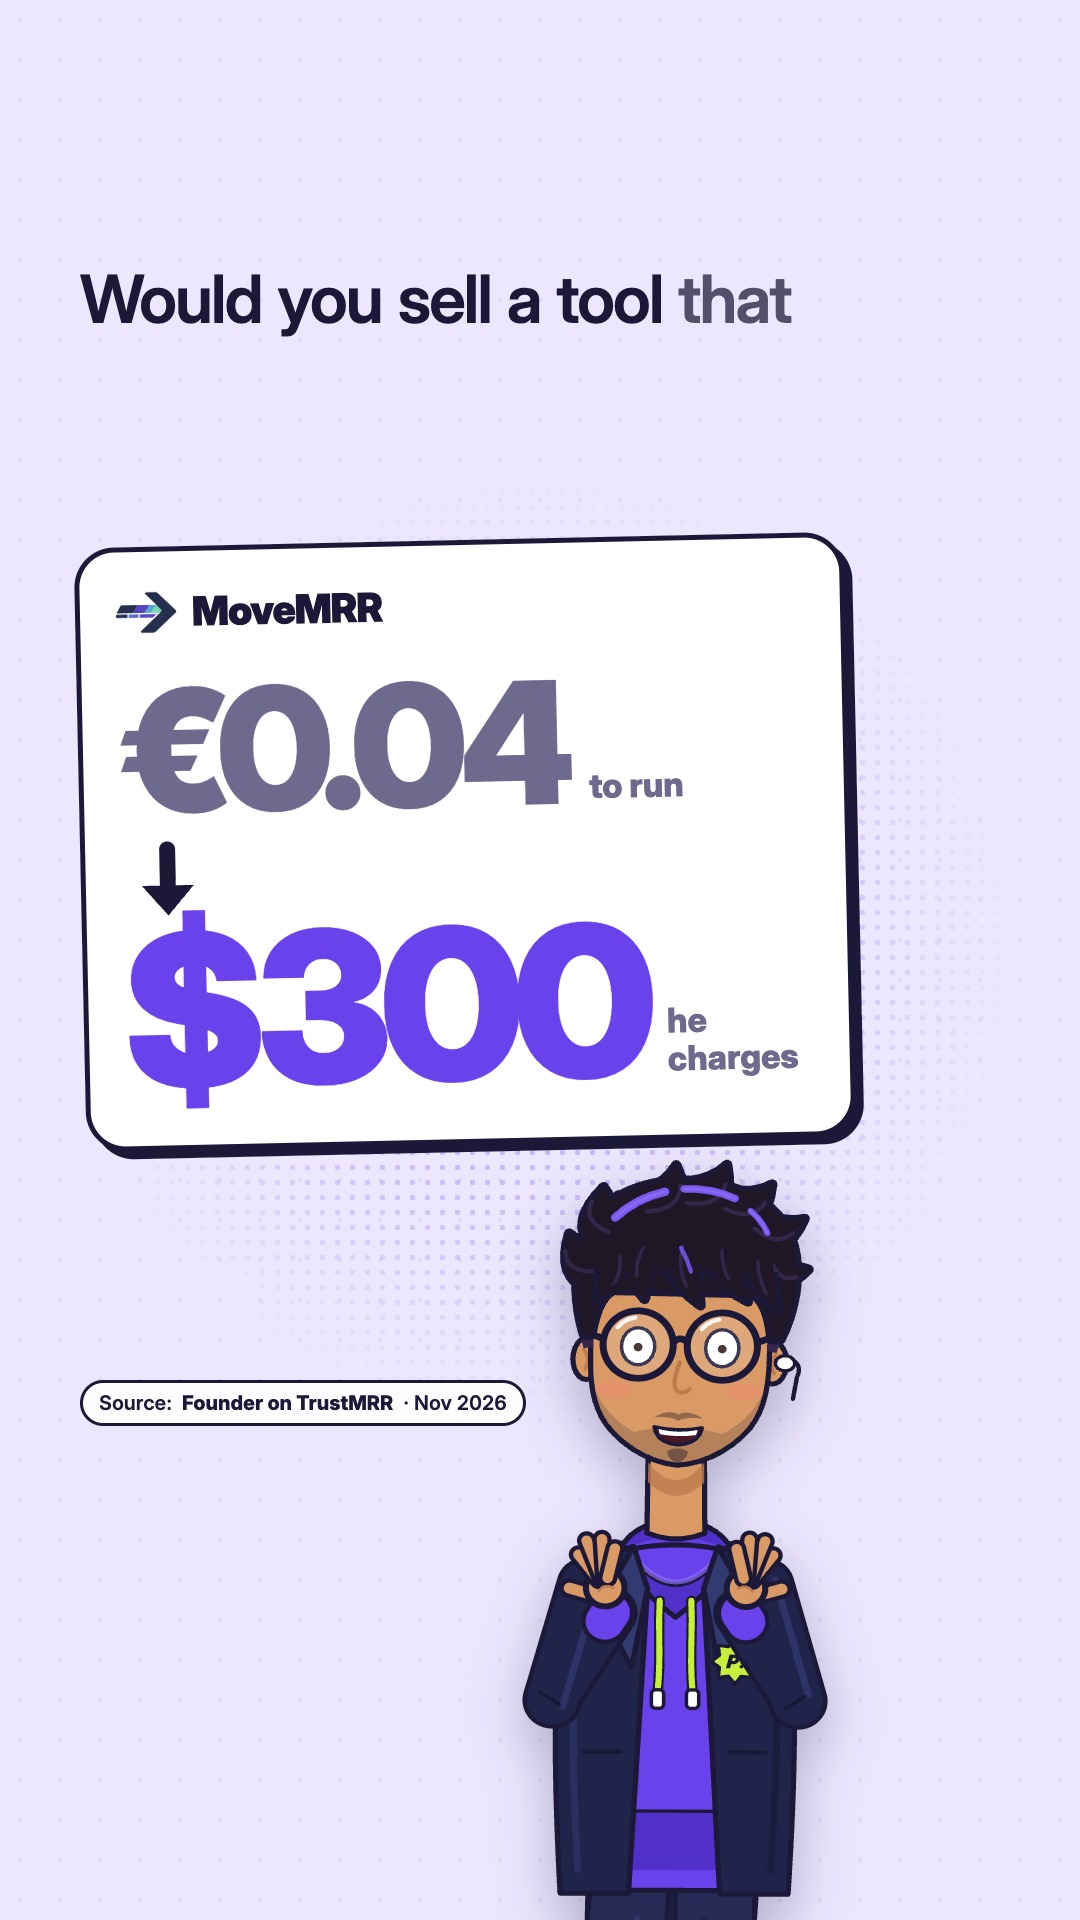 Would you sell a tool that
MoveMRR
€0.04 to run
$300 he
charges
Source: Founder on TrustMRR · Nov 2026